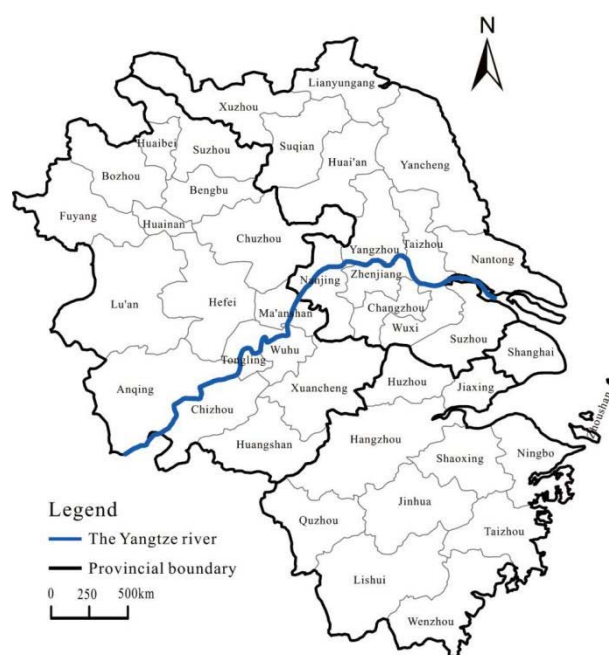 N
Lianyungang
Xuzhou
Huaibei
Suzhou
Suqian
Huai'an
Yancheng
Bozhou
Bengbu
Fuyang
Huainan
Chuzhou
Yangzhou
Taizhou
Nantong
Nanjing
Zhenjiang
Lu'an
Hefei
Ma'anshan
Changzhou
Wuxi
Suzhou
Shanghai
Tongling
Wuhu
Anqing
Chizhou
Xuancheng
Huzhou
Jiaxing
Zhoushan
Huangshan
Hangzhou
Shaoxing
Ningbo
Quzhou
Jinhua
Taizhou
Lishui
Wenzhou
Legend
The Yangtze river
Provincial boundary
0 250 500km